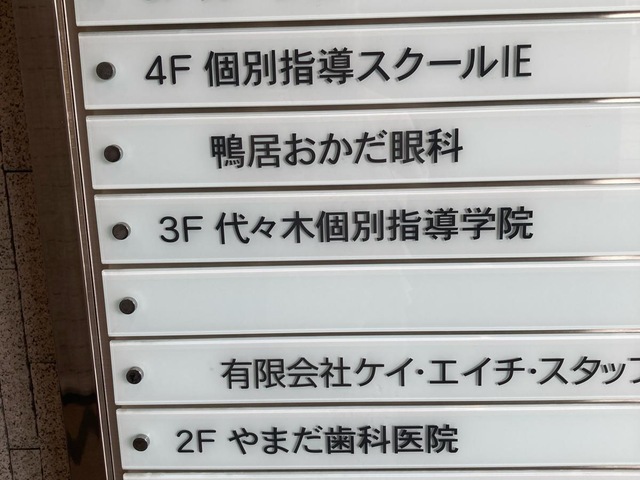 4F 個別指導スクールIE
鴨居おかだ眼科
3F 代々木個別指導学院
有限会社ケイ・エイチ・スタッフ
2F やまだ歯科医院